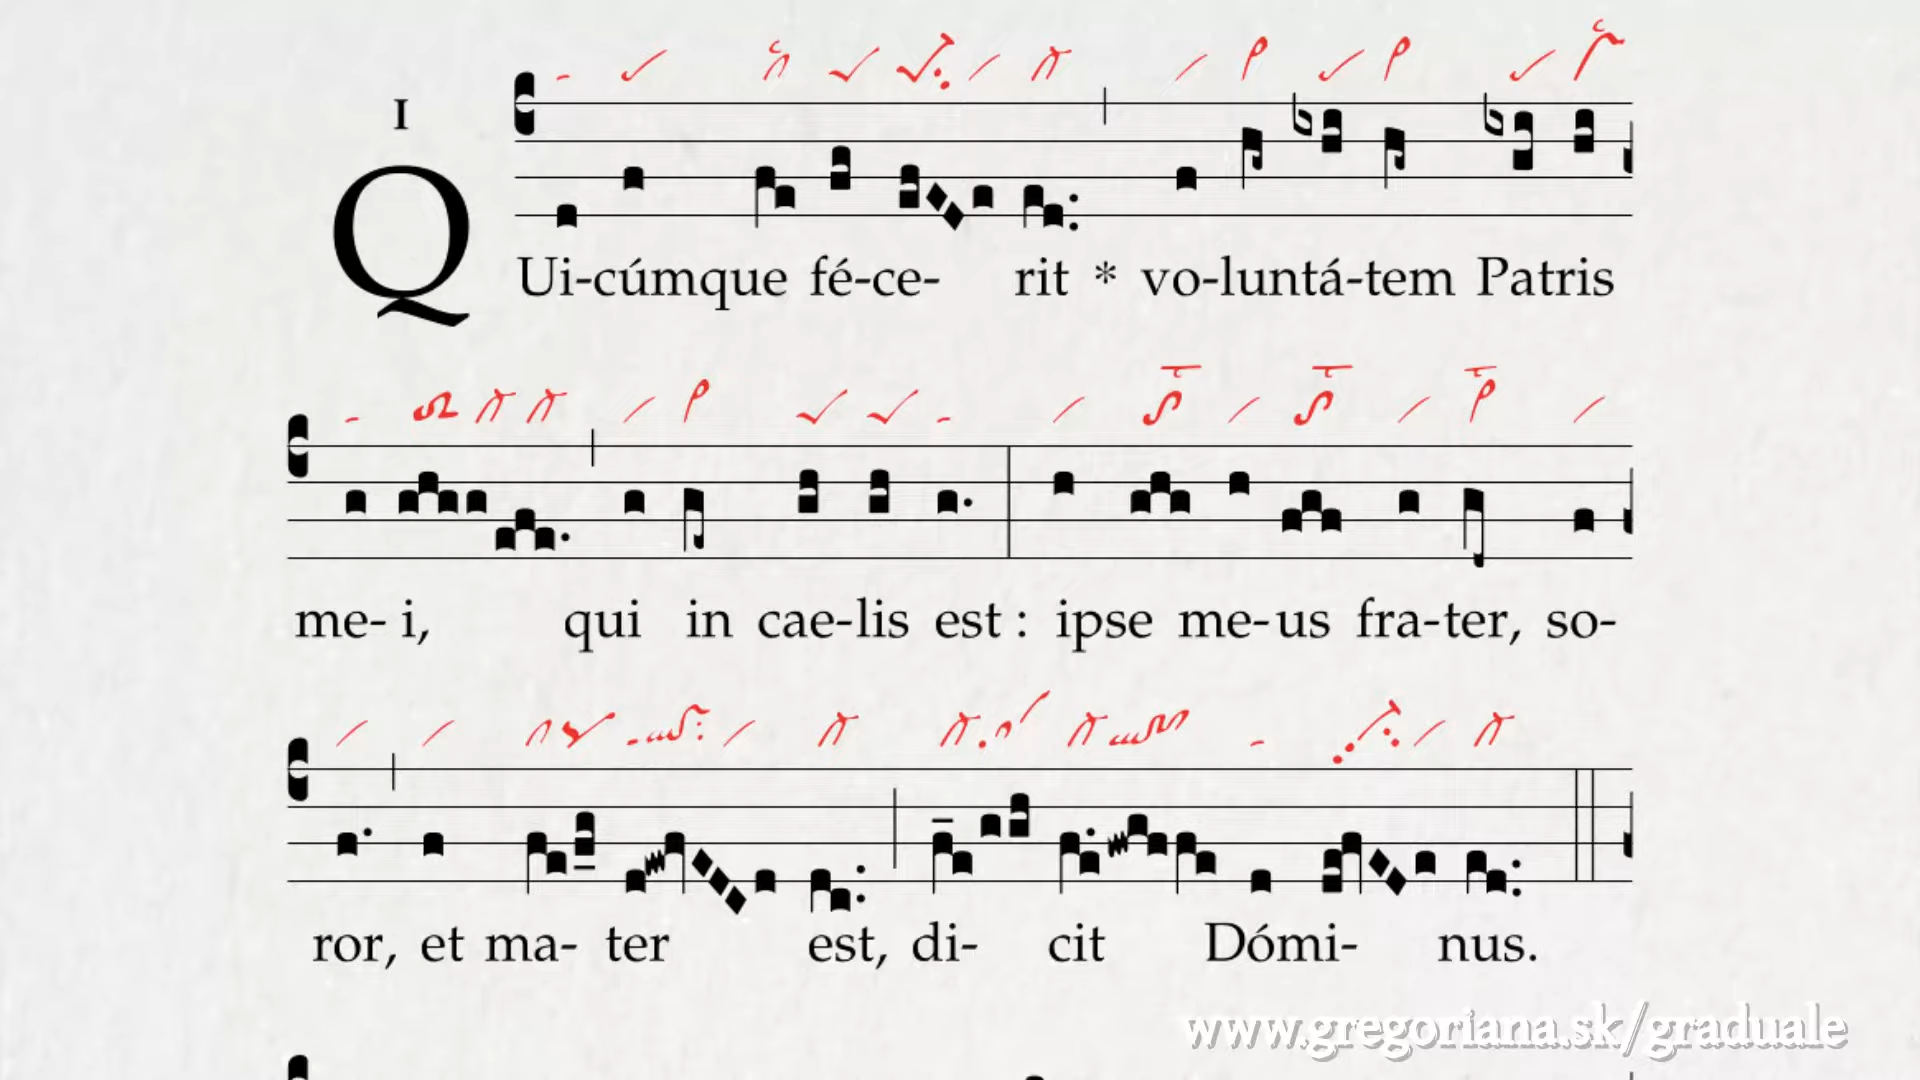 I
QUi-cúmque fé-ce- rit * vo-luntá-tem Patris
me- i, qui in cae-lis est : ipse me-us fra-ter, so-
ror, et ma- ter est, di- cit Dómi- nus.
www.gregoriana.sk/graduale